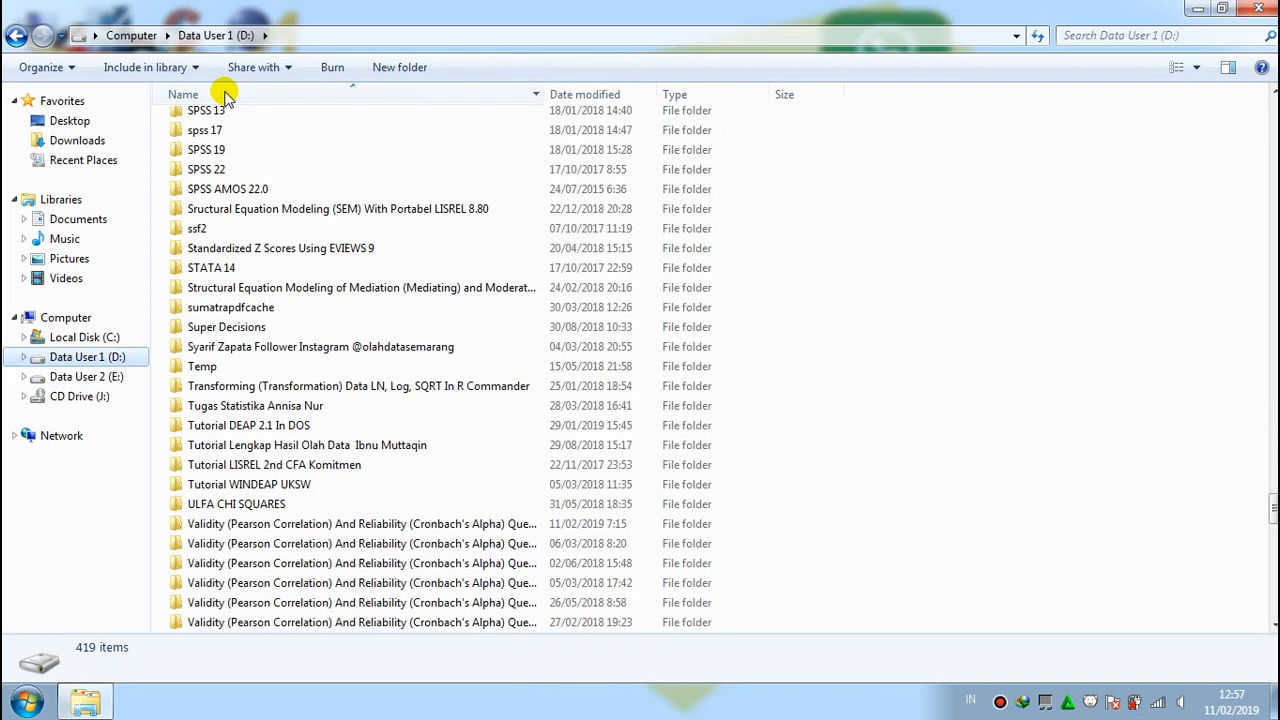 Computer
Data User 1 (D:)
Search Data User 1 (D:)
Organize
Include in library
Share with
Burn
New folder
Name
Date modified
Type
Size
Favorites
Desktop
Downloads
Recent Places
Libraries
Documents
Music
Pictures
Videos
Computer
Local Disk (C:)
Data User 1 (D:)
Data User 2 (E:)
CD Drive (J:)
Network
SPSS 13 18/01/2018 14:40 File folder
spss 17 18/01/2018 14:47 File folder
SPSS 19 18/01/2018 15:28 File folder
SPSS 22 17/10/2017 8:55 File folder
SPSS AMOS 22.0 24/07/2015 6:36 File folder
Sructural Equation Modeling (SEM) With Portabel LISREL 8.80 22/12/2018 20:28 File folder
ssf2 07/10/2017 11:19 File folder
Standardized Z Scores Using EVIEWS 9 20/04/2018 15:15 File folder
STATA 14 17/10/2017 22:59 File folder
Structural Equation Modeling of Mediation (Mediating) and Moderat... 24/02/2018 20:16 File folder
sumatrapdfcache 30/03/2018 12:26 File folder
Super Decisions 30/08/2018 10:33 File folder
Syarif Zapata Follower Instagram @olahdatasemarang 04/03/2018 20:55 File folder
Temp 15/05/2018 21:58 File folder
Transforming (Transformation) Data LN, Log, SQRT In R Commander 25/01/2018 18:54 File folder
Tugas Statistika Annisa Nur 28/03/2018 16:41 File folder
Tutorial DEAP 2.1 In DOS 29/01/2019 15:45 File folder
Tutorial Lengkap Hasil Olah Data  Ibnu Muttaqin 29/08/2018 15:17 File folder
Tutorial LISREL 2nd CFA Komitmen 22/11/2017 23:53 File folder
Tutorial WINDEAP UKSW 05/03/2018 11:35 File folder
ULFA CHI SQUARES 31/05/2018 18:35 File folder
Validity (Pearson Correlation) And Reliability (Cronbach's Alpha) Que... 11/02/2019 7:15 File folder
Validity (Pearson Correlation) And Reliability (Cronbach's Alpha) Que... 06/03/2018 8:20 File folder
Validity (Pearson Correlation) And Reliability (Cronbach's Alpha) Que... 02/06/2018 15:48 File folder
Validity (Pearson Correlation) And Reliability (Cronbach's Alpha) Que... 05/03/2018 17:42 File folder
Validity (Pearson Correlation) And Reliability (Cronbach's Alpha) Que... 26/05/2018 8:58 File folder
Validity (Pearson Correlation) And Reliability (Cronbach's Alpha) Que... 27/02/2018 19:23 File folder
419 items
IN
12:57
11/02/2019